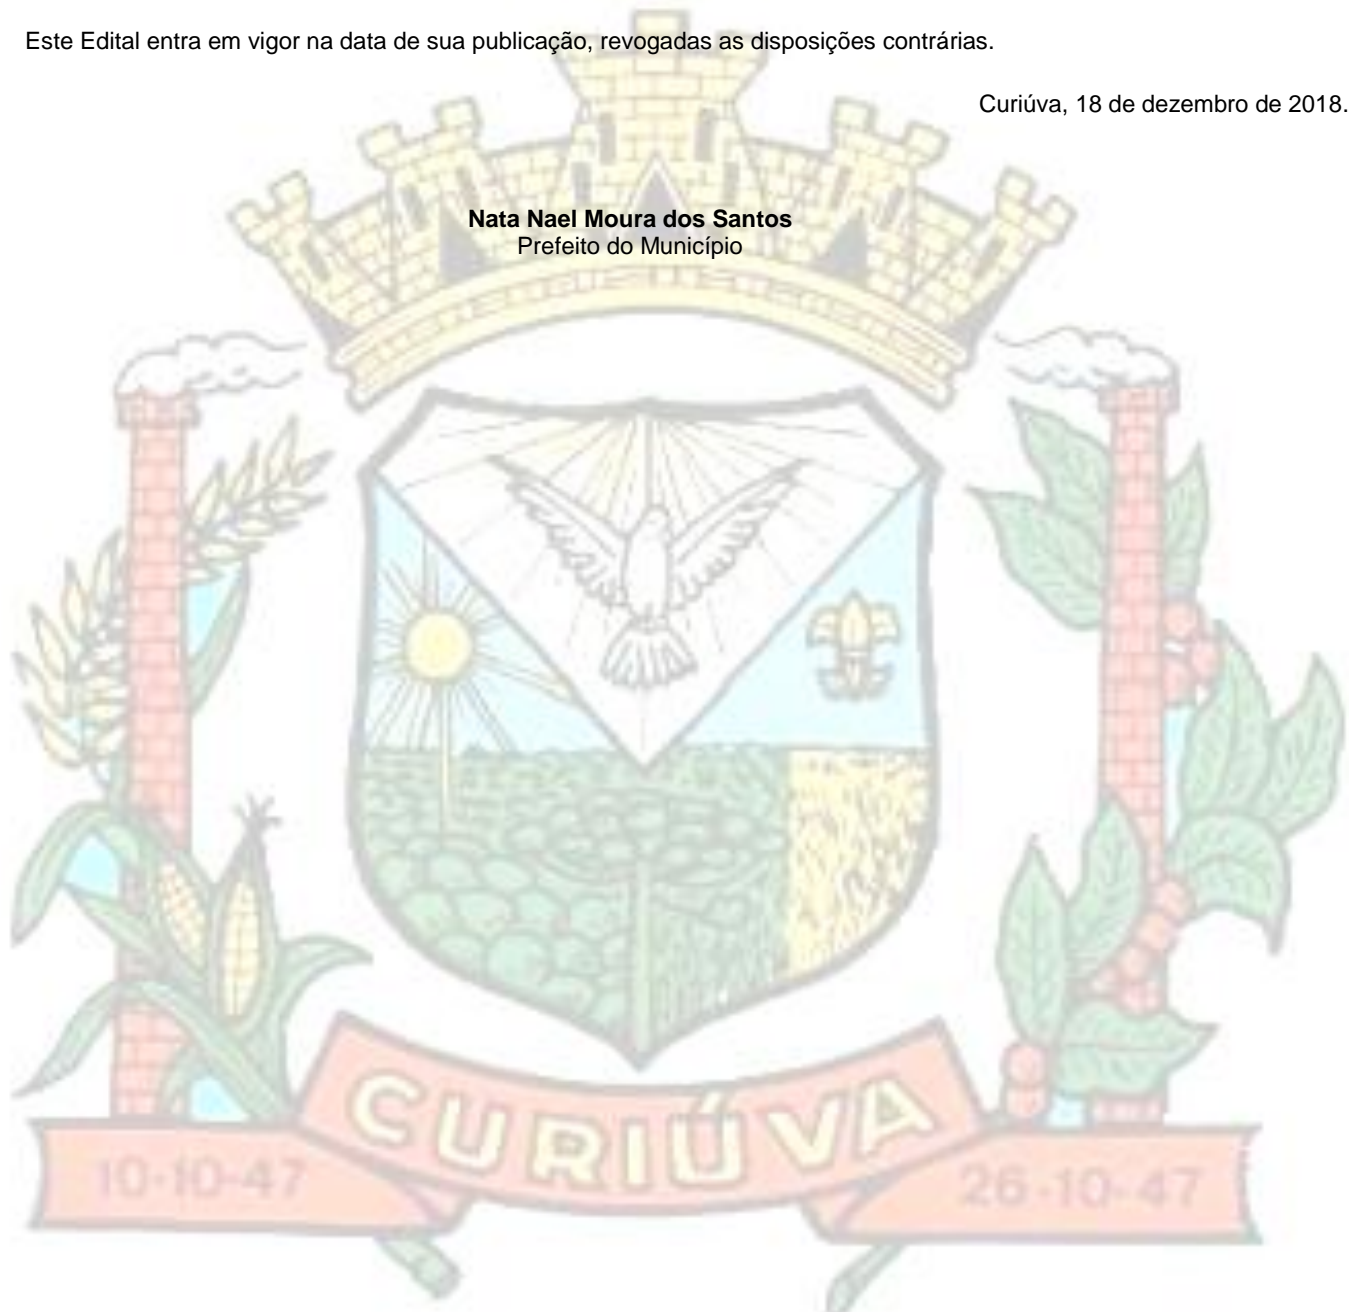 Este Edital entra em vigor na data de sua publicação, revogadas as disposições contrárias.
Curiúva, 18 de dezembro de 2018.
Nata Nael Moura dos Santos
Prefeito do Município
CURIÚVA
10-10-47
26-10-47